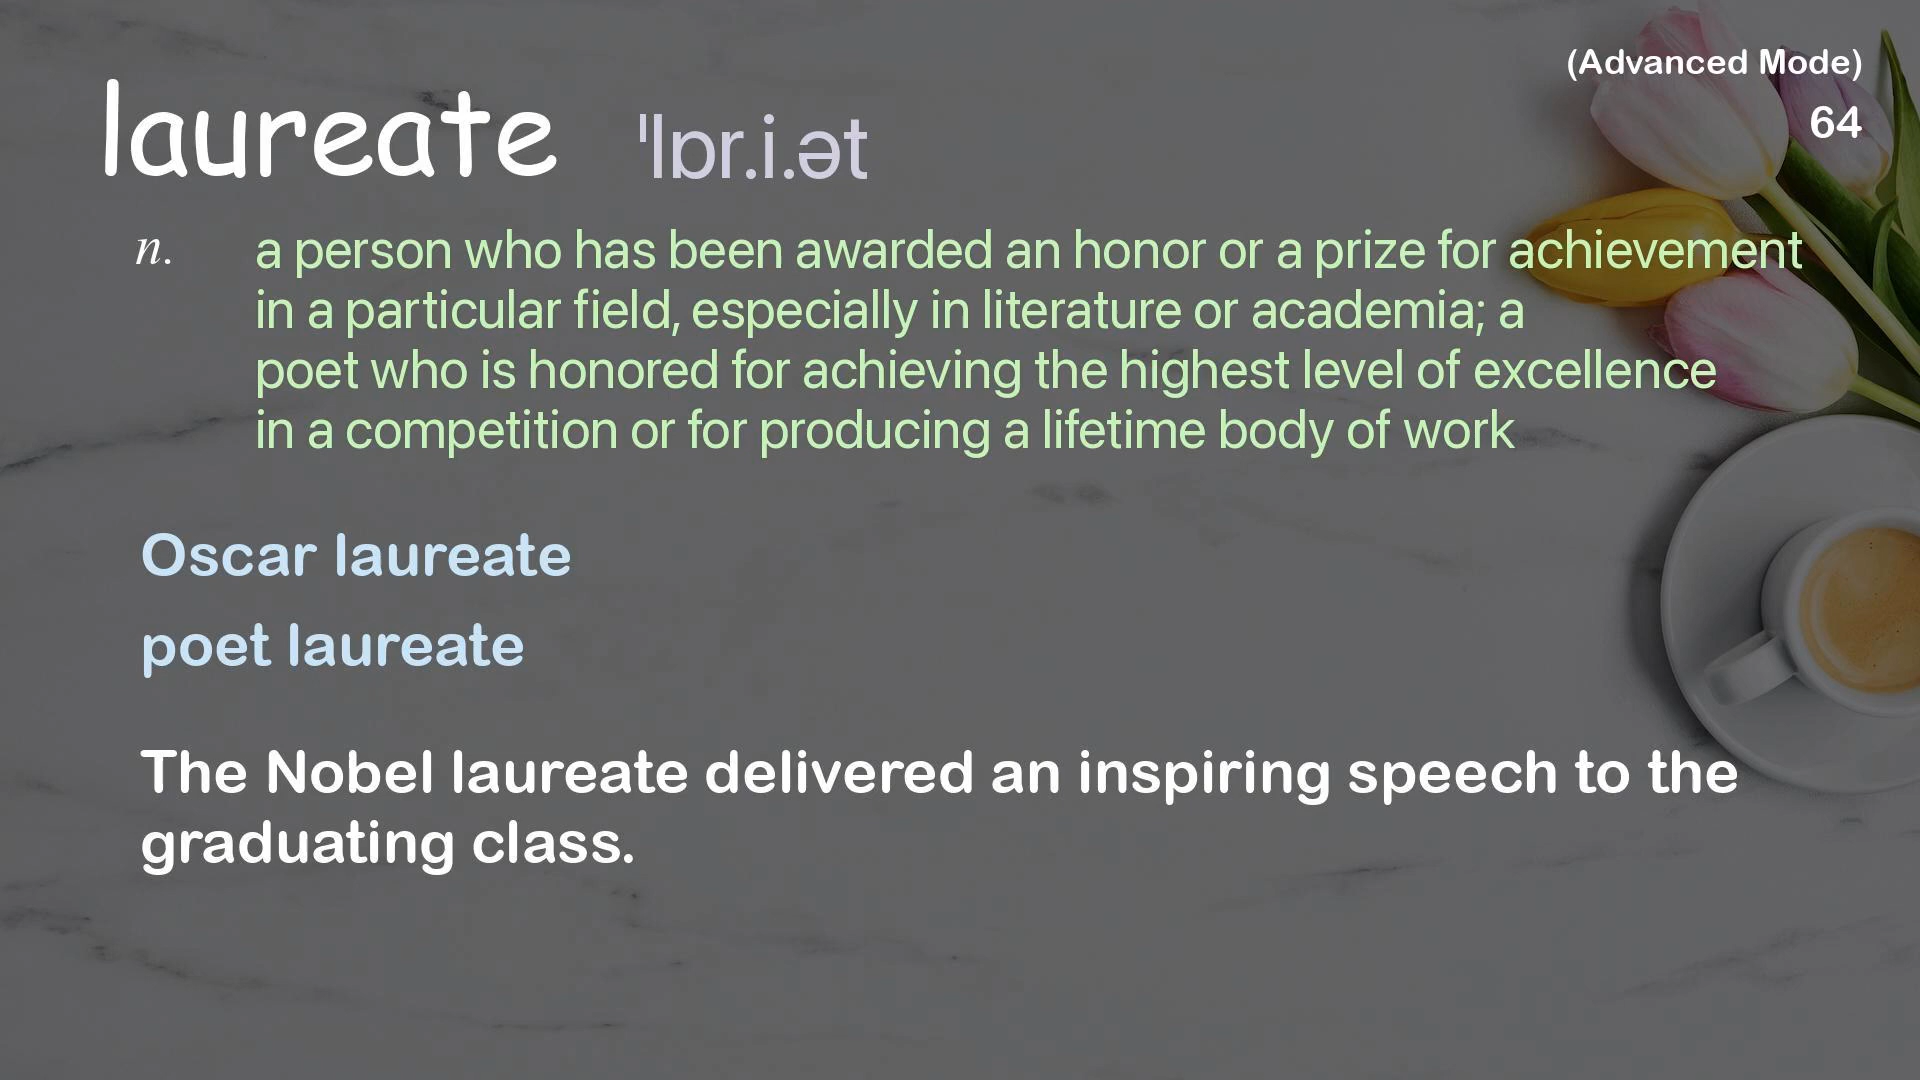 (Advanced Mode)
laureate ˈlɒr.i.ət
64
n. a person who has been awarded an honor or a prize for achievement
in a particular field, especially in literature or academia; a
poet who is honored for achieving the highest level of excellence
in a competition or for producing a lifetime body of work
Oscar laureate
poet laureate
The Nobel laureate delivered an inspiring speech to the
graduating class.